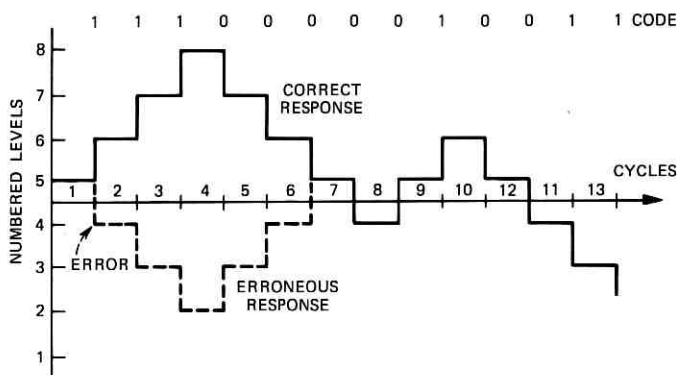 1 1 1 0 0 0 0 0 1 0 0 1 1 CODE
8
CORRECT
RESPONSE
7
NUMBERED LEVELS
6
CYCLES
5
1 2 3 4 5 6 7 8 9 10 12 11 13
4
ERROR
ERRONEOUS
RESPONSE
3
2
1